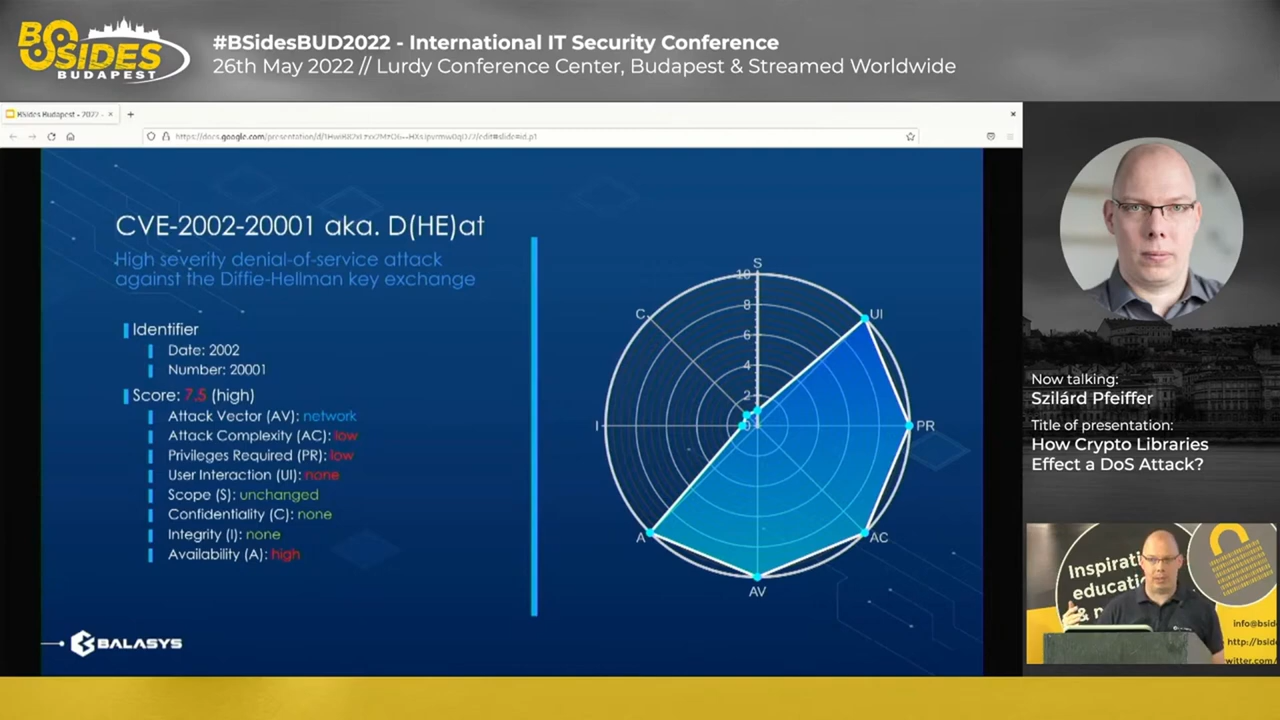 BSIDES
BUDAPEST
#BSidesBUD2022 - International IT Security Conference
26th May 2022 // Lurdy Conference Center, Budapest & Streamed Worldwide
BSides Budapest - 2022 -
CVE-2002-20001 aka. D(HE)at
High severity denial-of-service attack
against the Diffie-Hellman key exchange
Identifier
Date: 2002
Number: 20001
Score: 7.5 (high)
Attack Vector (AV): network
Attack Complexity (AC): low
Privileges Required (PR): low
User Interaction (UI): none
Scope (S): unchanged
Confidentiality (C): none
Integrity (I): none
Availability (A): high
BALASYS
S
10
8
6
4
2
0
UI
PR
AC
AV
A
I
C
Now talking:
Szilárd Pfeiffer
Title of presentation:
How Crypto Libraries
Effect a DoS Attack?